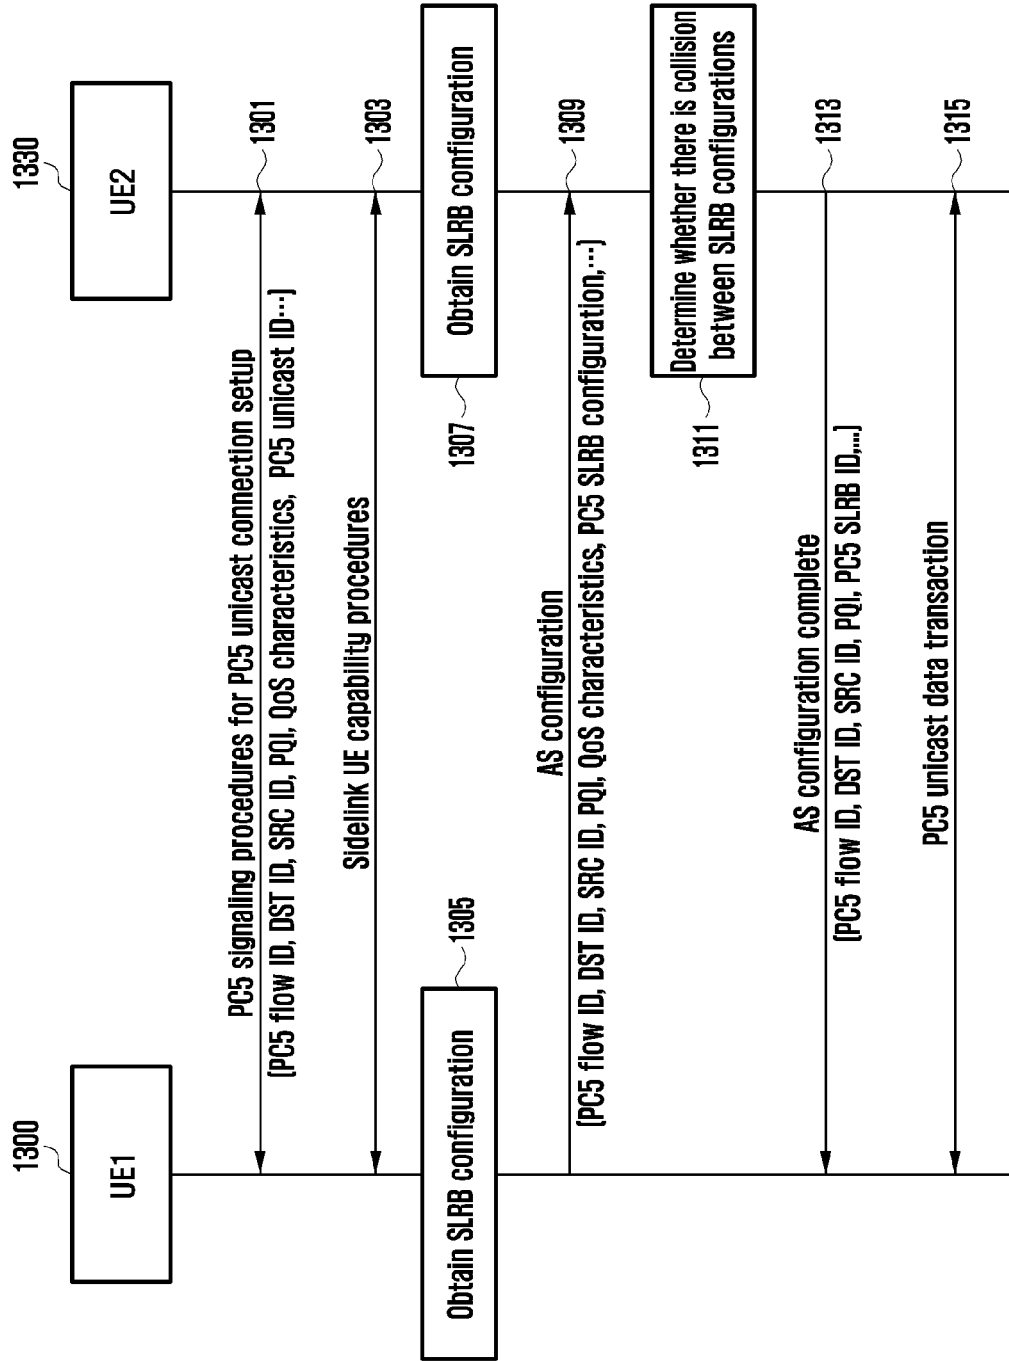 1300
UE1
1330
UE2
PC5 signaling procedures for PC5 unicast connection setup
(PC5 flow ID, DST ID, SRC ID, PQI, QoS characteristics, PC5 unicast ID...)
1301
Sidelink UE capability procedures
1303
Obtain SLRB configuration
1305
1307
Obtain SLRB configuration
AS configuration
(PC5 flow ID, DST ID, SRC ID, PQI, QoS characteristics, PC5 SLRB configuration,...)
1309
1311
Determine whether there is collision
between SLRB configurations
AS configuration complete
(PC5 flow ID, DST ID, SRC ID, PQI, PC5 SLRB ID,...)
1313
PC5 unicast data transaction
1315